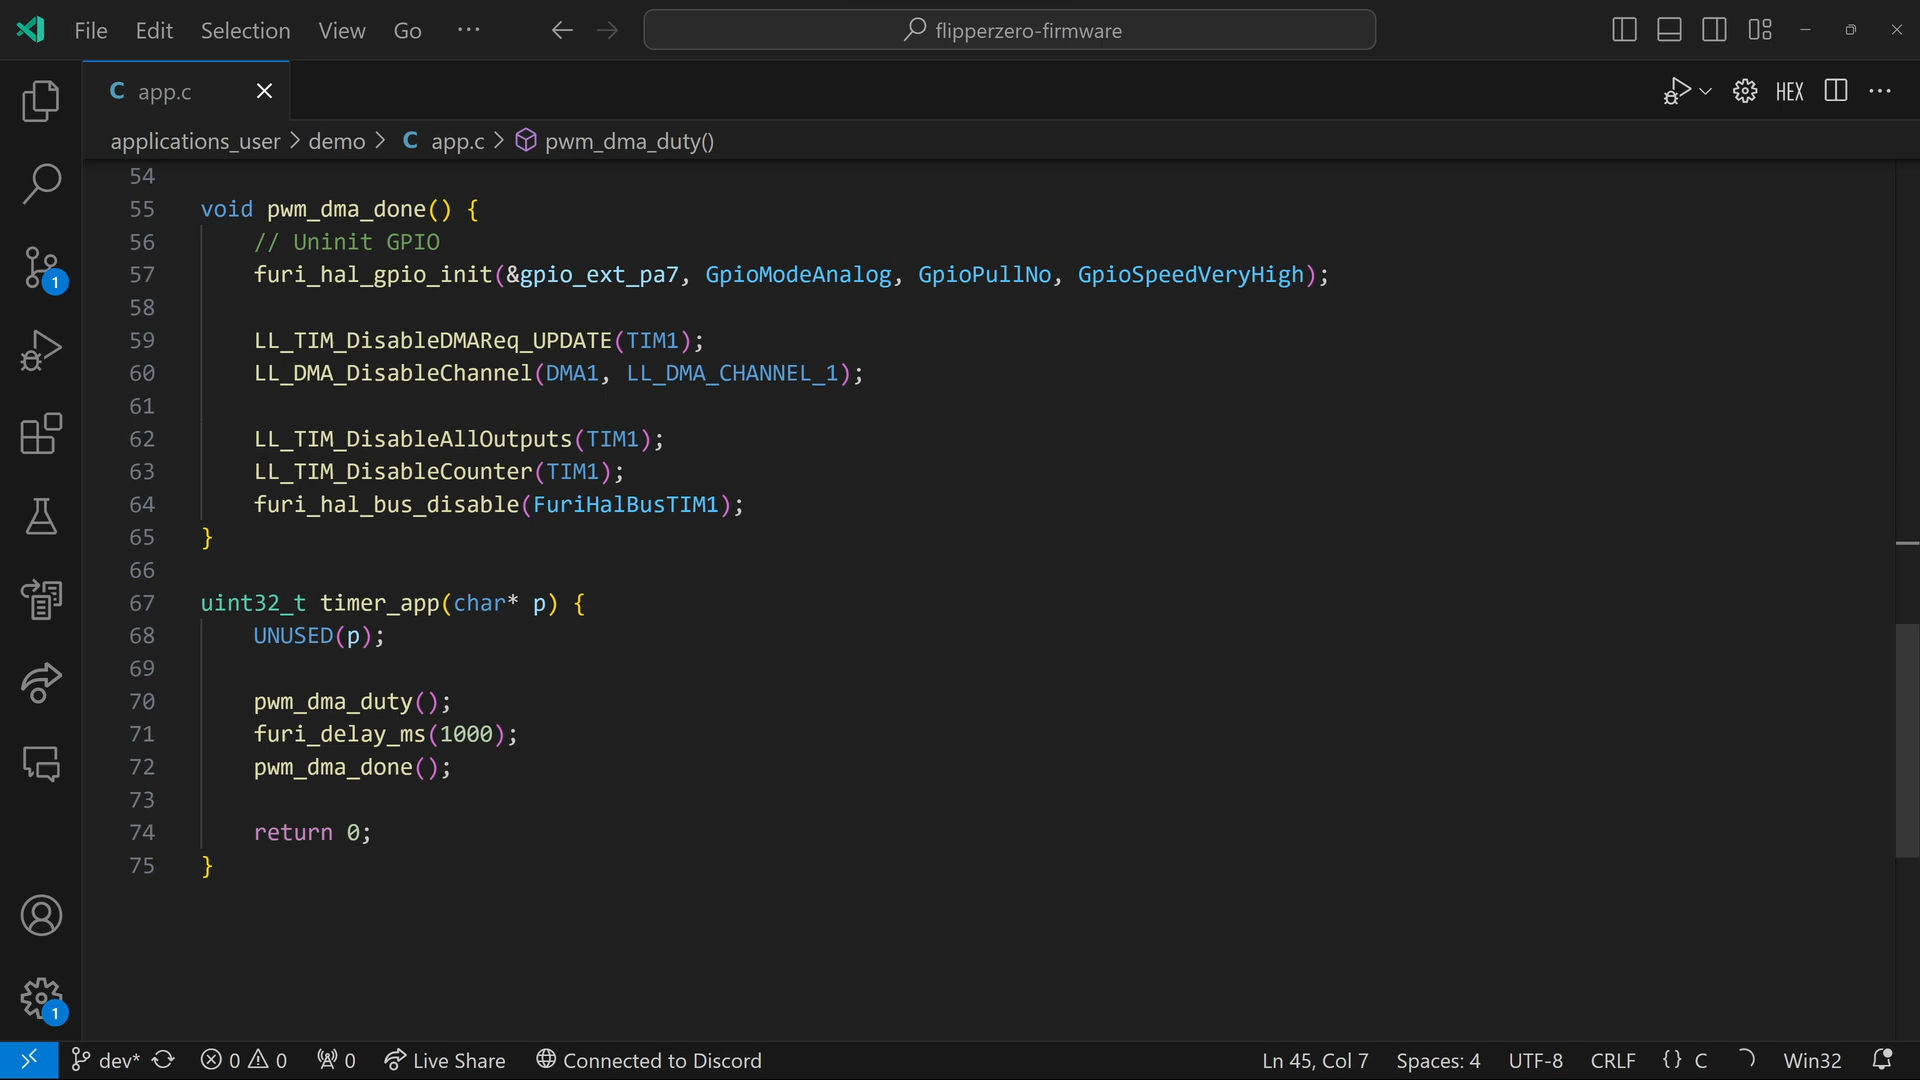 File Edit Selection View Go ··· flipperzero-firmware
C app.c HEX ···
applications_user > demo > C app.c > pwm_dma_duty()
54
55 void pwm_dma_done() {
56 // Uninit GPIO
57 furi_hal_gpio_init(&gpio_ext_pa7, GpioModeAnalog, GpioPullNo, GpioSpeedVeryHigh);
58
59 LL_TIM_DisableDMAReq_UPDATE(TIM1);
60 LL_DMA_DisableChannel(DMA1, LL_DMA_CHANNEL_1);
61
62 LL_TIM_DisableAllOutputs(TIM1);
63 LL_TIM_DisableCounter(TIM1);
64 furi_hal_bus_disable(FuriHalBusTIM1);
65 }
66
67 uint32_t timer_app(char* p) {
68 UNUSED(p);
69
70 pwm_dma_duty();
71 furi_delay_ms(1000);
72 pwm_dma_done();
73
74 return 0;
75 }
1
1
dev* 0 0 0 Live Share Connected to Discord Ln 45, Col 7 Spaces: 4 UTF-8 CRLF {} C Win32